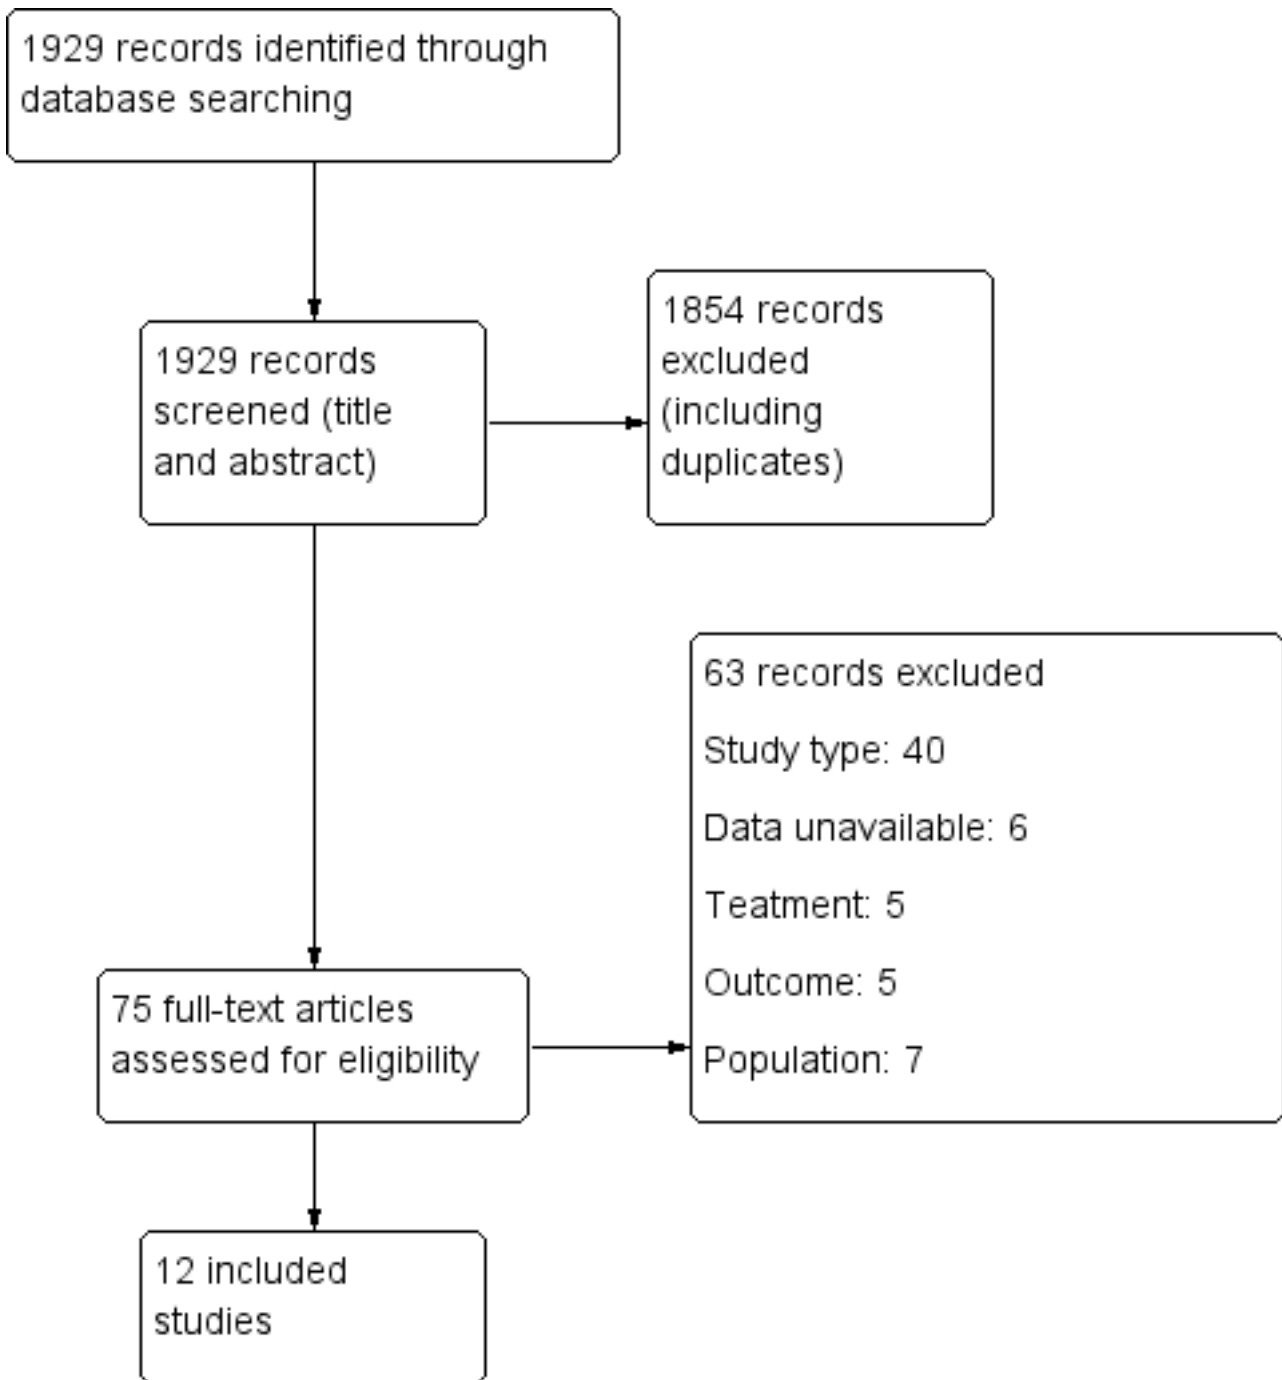 1929 records identified through
database searching
1929 records
screened (title
and abstract)
1854 records
excluded
(including
duplicates)
75 full-text articles
assessed for eligibility
63 records excluded
Study type: 40
Data unavailable: 6
Teatment: 5
Outcome: 5
Population: 7
12 included
studies